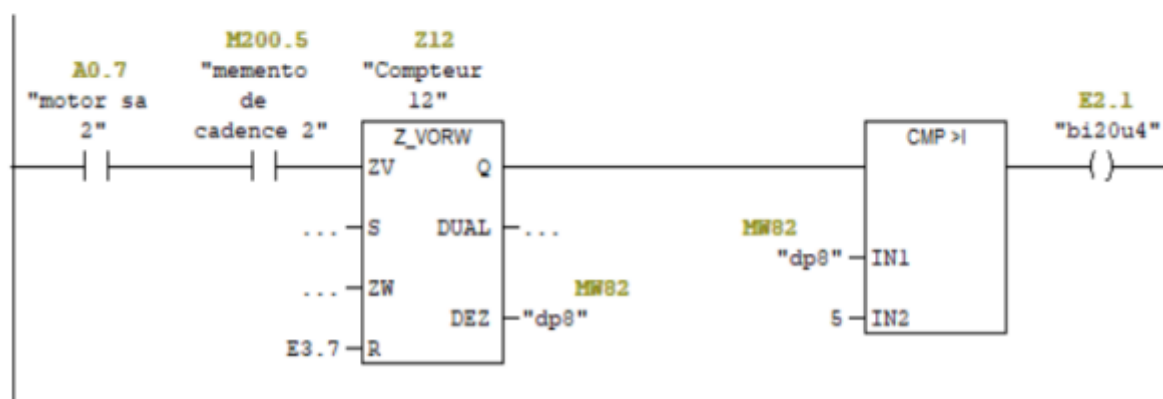 M200.5
Z12
A0.7
"memento
"Compteur
E2.1
"motor sa
de
12"
"bi20u4"
2"
cadence 2"
Z_VORW
CMP >I
ZV
Q
...
S
DUAL
...
MW82
"dp8"
IN1
...
ZW
MW82
DEZ
"dp8"
5
IN2
E3.7
R